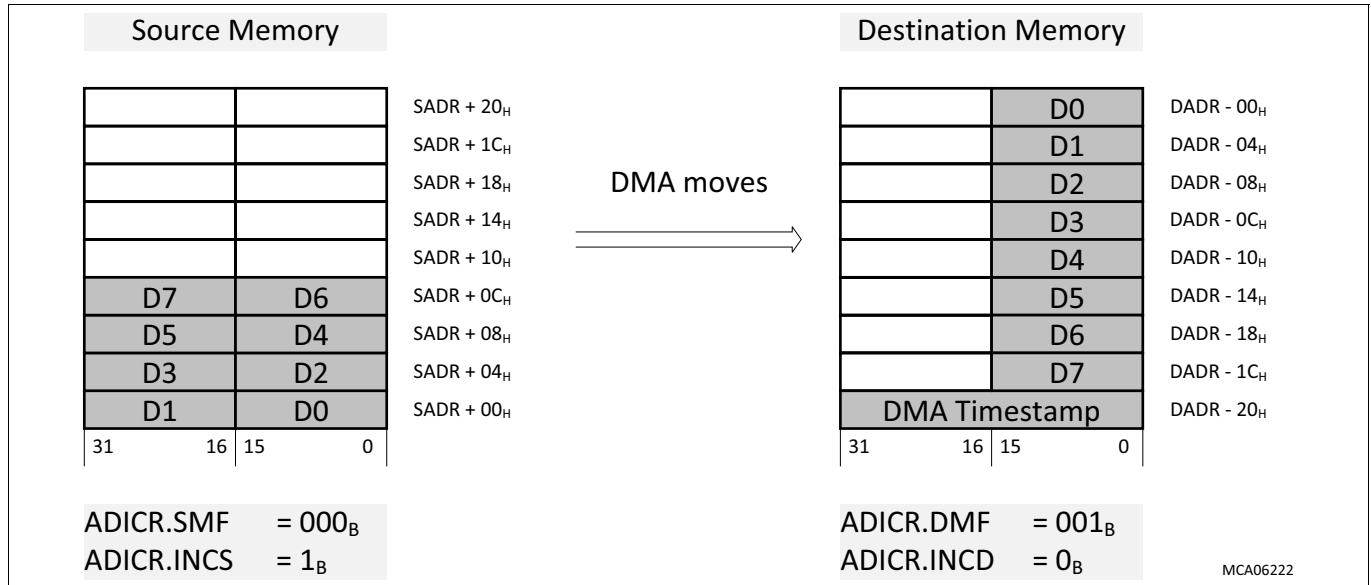 Source Memory Destination Memory
SADR + 20H D0 DADR - 00H
SADR + 1CH D1 DADR - 04H
SADR + 18H DMA moves D2 DADR - 08H
SADR + 14H D3 DADR - 0CH
SADR + 10H D4 DADR - 10H
D7 D6 SADR + 0CH D5 DADR - 14H
D5 D4 SADR + 08H D6 DADR - 18H
D3 D2 SADR + 04H D7 DADR - 1CH
D1 D0 SADR + 00H DMA Timestamp DADR - 20H
31 16 15 0 31 16 15 0
ADICR.SMF = 000B ADICR.DMF = 001B
ADICR.INCS = 1B ADICR.INCD = 0B
MCA06222